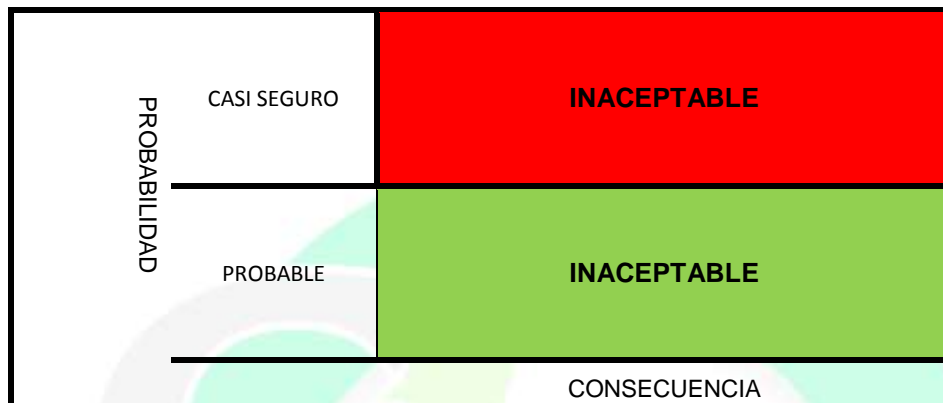 PROBABILIDAD
CASI SEGURO
INACEPTABLE
PROBABLE
INACEPTABLE
CONSECUENCIA